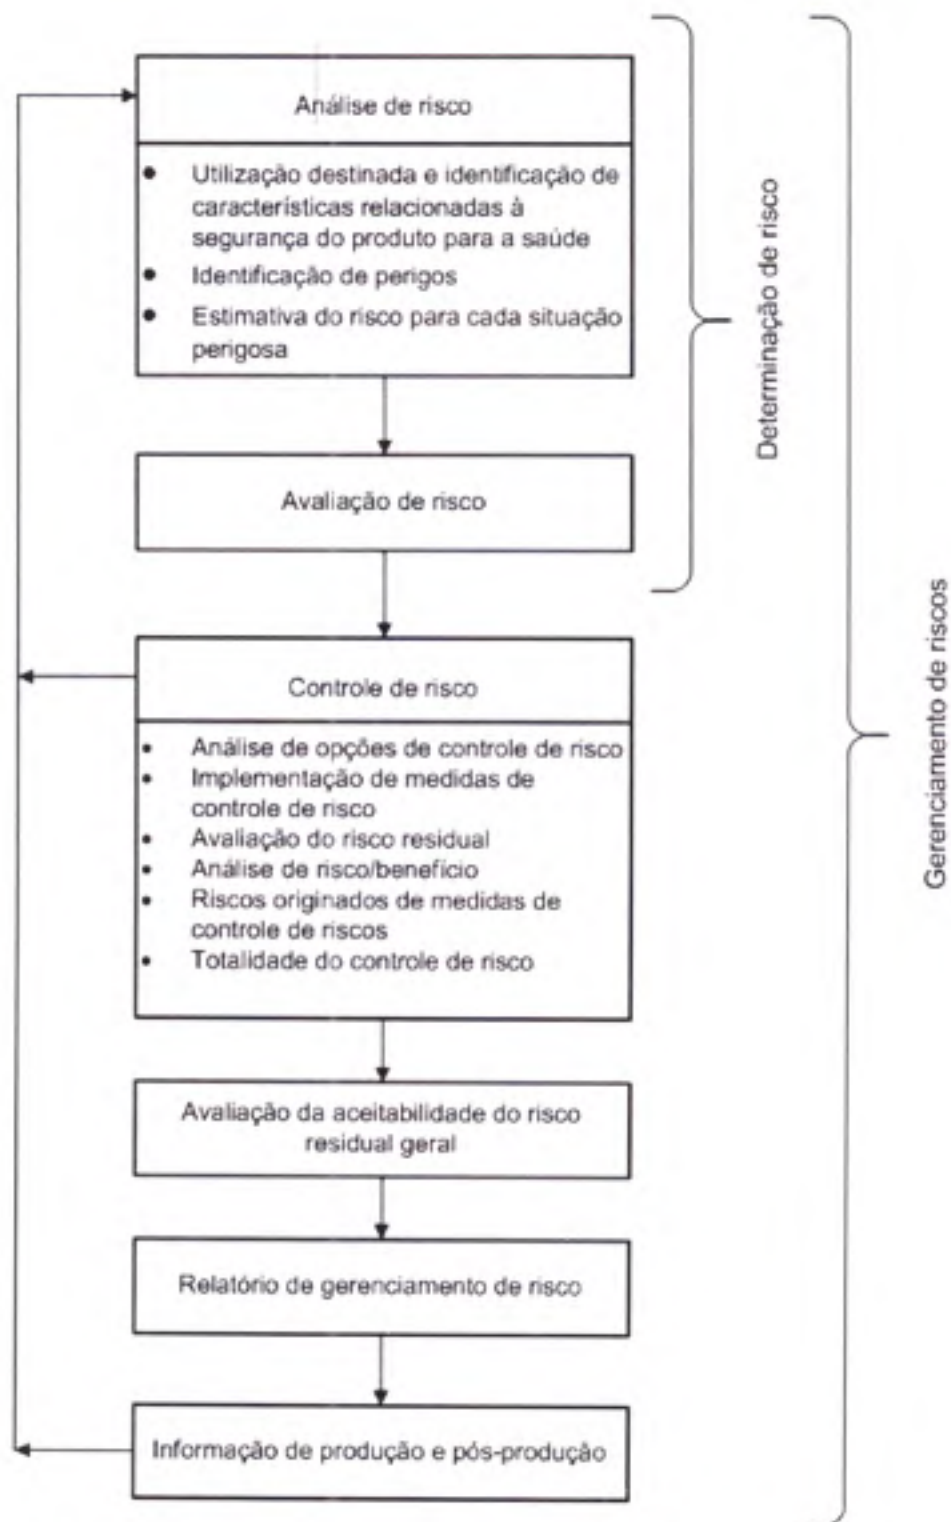 Análise de risco
• Utilização destinada e identificação de
características relacionadas à
segurança do produto para a saúde
• Identificação de perigos
• Estimativa do risco para cada situação
perigosa
Avaliação de risco
Determinação de risco
Controle de risco
• Análise de opções de controle de risco
• Implementação de medidas de
controle de risco
• Avaliação do risco residual
• Análise de risco/benefício
• Riscos originados de medidas de
controle de riscos
• Totalidade do controle de risco
Avaliação da aceitabilidade do risco
residual geral
Relatório de gerenciamento de risco
Informação de produção e pós-produção
Gerenciamento de riscos